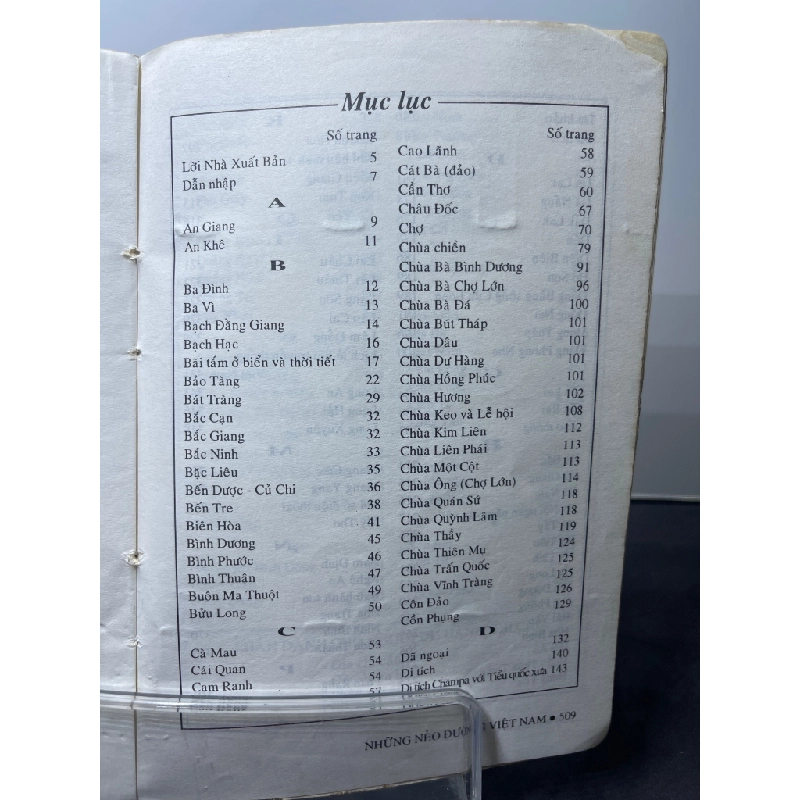 Mục lục
Số trang
Lời Nhà Xuất Bản 5
Dẫn nhập 7
A
An Giang 9
An Khê 11
B
Ba Đình 12
Ba Vì 13
Bạch Đằng Giang 14
Bạch Hạc 16
Bãi tắm ở biển và thời tiết 17
Bảo Tàng 22
Bát Tràng 29
Bắc Cạn 32
Bắc Giang 32
Bắc Ninh 33
Bặc Liêu 35
Bến Dược - Củ Chi 36
Bến Tre 38
Biên Hòa 41
Bình Dương 45
Bình Phước 46
Bình Thuận 47
Buôn Ma Thuột 49
Bửu Long 50
C
Cà Mau 53
Cái Quan 54
Cam Ranh 54
57
Số trang
Cao Lãnh 58
Cát Bà (đảo) 59
Cần Thơ 60
Châu Đốc 67
Chợ 70
Chùa chiền 79
Chùa Bà Bình Dương 91
Chùa Bà Chợ Lớn 96
Chùa Bà Đá 100
Chùa Bút Tháp 101
Chùa Dâu 101
Chùa Dư Hàng 101
Chùa Hồng Phúc 101
Chùa Hương 102
Chùa Keo và Lễ hội 108
Chùa Kim Liên 112
Chùa Liên Phái 113
Chùa Một Cột 113
Chùa Ông (Chợ Lớn) 114
Chùa Quán Sứ 118
Chùa Quỳnh Lâm 118
Chùa Thầy 119
Chùa Thiên Mụ 124
Chùa Trấn Quốc 125
Chùa Vĩnh Tràng 125
Côn Đảo 126
Cồn Phụng 129
D
Dã ngoại 132
Di tích 140
Di tích Champa với Tiểu quốc xưa 143
NHỮNG NẺO ĐƯỜNG VIỆT NAM ■ 509